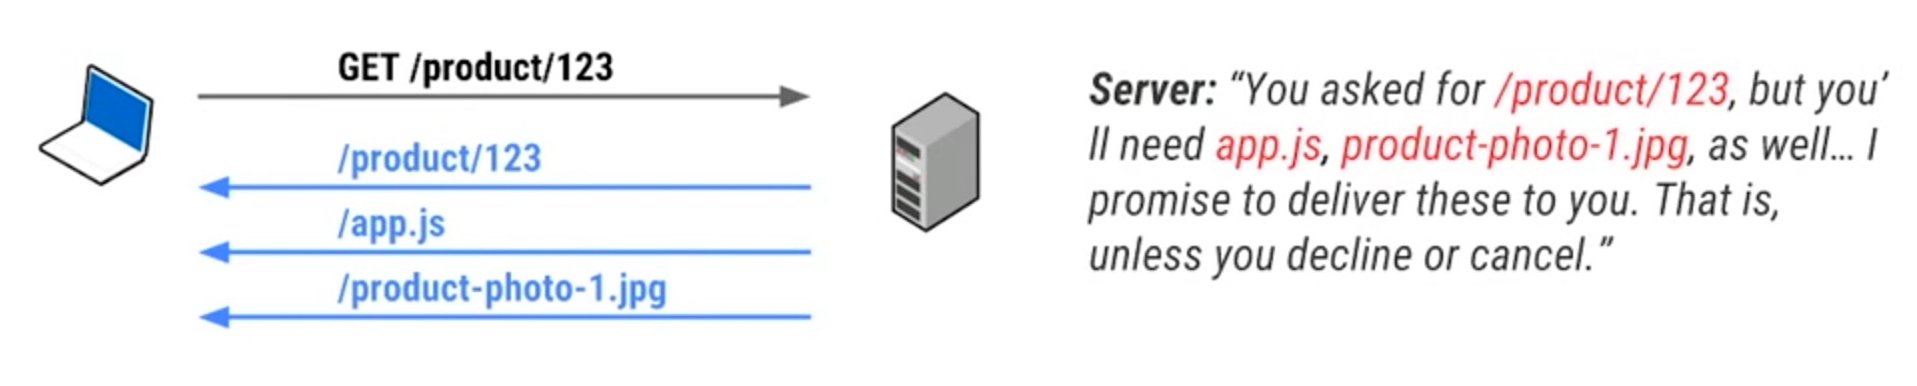 GET /product/123
/product/123
/app.js
/product-photo-1.jpg
Server: “You asked for /product/123, but you’
ll need app.js, product-photo-1.jpg, as well… I
promise to deliver these to you. That is,
unless you decline or cancel.”